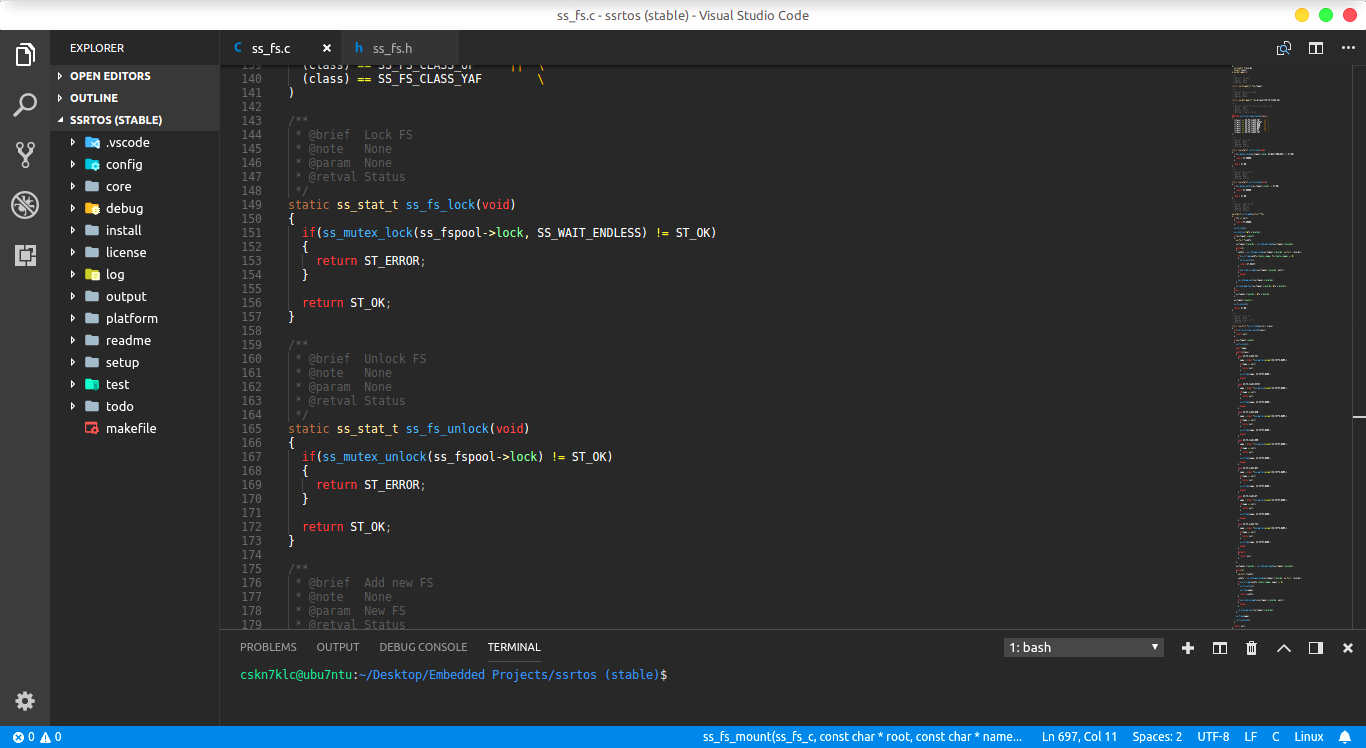 ss_fs.c - ssrtos (stable) - Visual Studio Code
EXPLORER
OPEN EDITORS
OUTLINE
SSRTOS (STABLE)
.vscode
config
core
debug
install
license
log
output
platform
readme
setup
test
todo
makefile
C ss_fs.c ×
h ss_fs.h
140 (class) == SS_FS_CLASS_YAF \
141 )
142
143 /**
144 * @brief Lock FS
145 * @note None
146 * @param None
147 * @retval Status
148 */
149 static ss_stat_t ss_fs_lock(void)
150 {
151 if(ss_mutex_lock(ss_fspool->lock, SS_WAIT_ENDLESS) != ST_OK)
152 {
153 return ST_ERROR;
154 }
155
156 return ST_OK;
157 }
158
159 /**
160 * @brief Unlock FS
161 * @note None
162 * @param None
163 * @retval Status
164 */
165 static ss_stat_t ss_fs_unlock(void)
166 {
167 if(ss_mutex_unlock(ss_fspool->lock) != ST_OK)
168 {
169 return ST_ERROR;
170 }
171
172 return ST_OK;
173 }
174
175 /**
176 * @brief Add new FS
177 * @note None
178 * @param New FS
179 * @retval Status
PROBLEMS OUTPUT DEBUG CONSOLE TERMINAL 1: bash
cskn7klc@ubu7ntu:~/Desktop/Embedded Projects/ssrtos (stable)$
0 0 ss_fs_mount(ss_fs_c, const char * root, const char * name... Ln 697, Col 11 Spaces: 2 UTF-8 LF C Linux